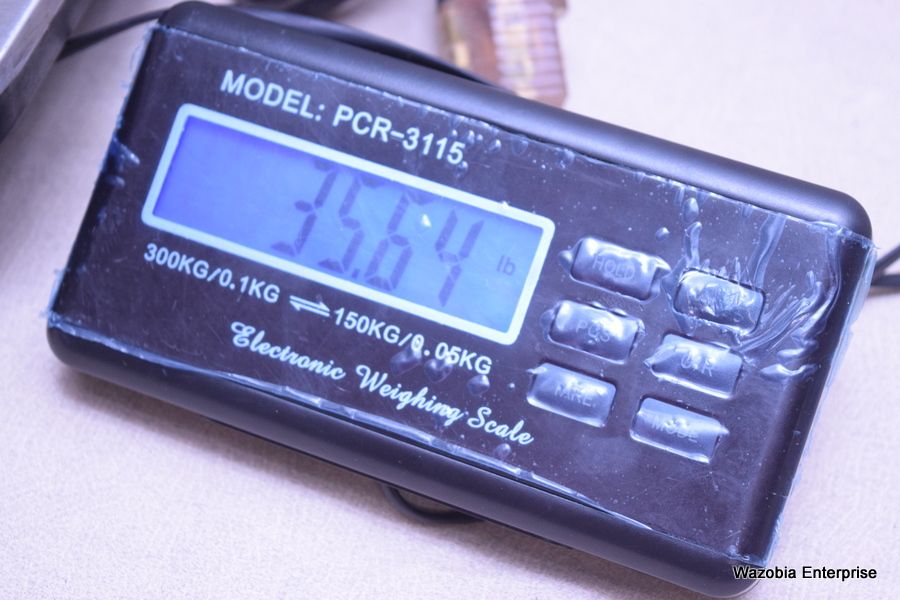 MODEL: PCR-3115
35.64 lb
300KG/0.1KG ⇌ 150KG/0.05KG
Electronic Weighing Scale
HOLD
PCS
TARE
MODE
Wazobia Enterprise